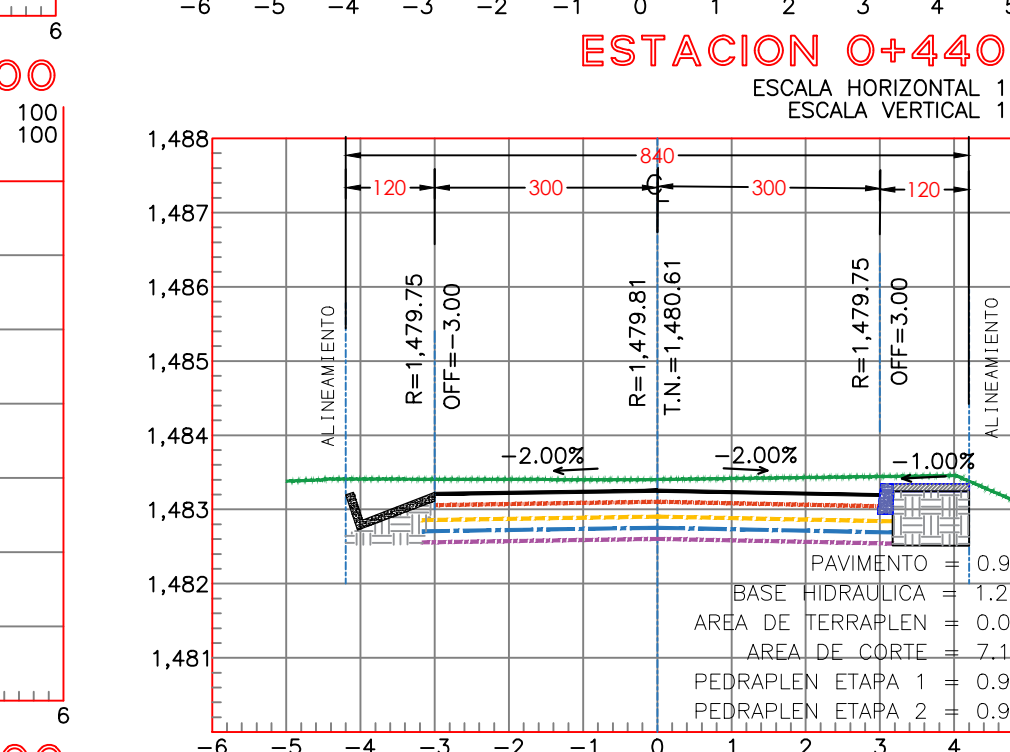 -6 -5 -4 -3 -2 -1 0 1 2 3 4 5
6
ESTACION 0+440
00
ESCALA HORIZONTAL 1
ESCALA VERTICAL 1
100
100
1,488
840
120 300 300 120
1,487
1,486
1,485
1,484
1,483
1,482
1,481
ALINEAMIENTO
R=1,479.75
OFF=-3.00
R=1,479.81
T.N.=1,480.61
R=1,479.75
OFF=3.00
ALINEAMIENTO
-2.00% -2.00% -1.00%
PAVIMENTO = 0.9
BASE HIDRAULICA = 1.2
AREA DE TERRAPLEN = 0.0
AREA DE CORTE = 7.1
PEDRAPLEN ETAPA 1 = 0.9
PEDRAPLEN ETAPA 2 = 0.9
6
-6 -5 -4 -3 -2 -1 0 1 2 3 4